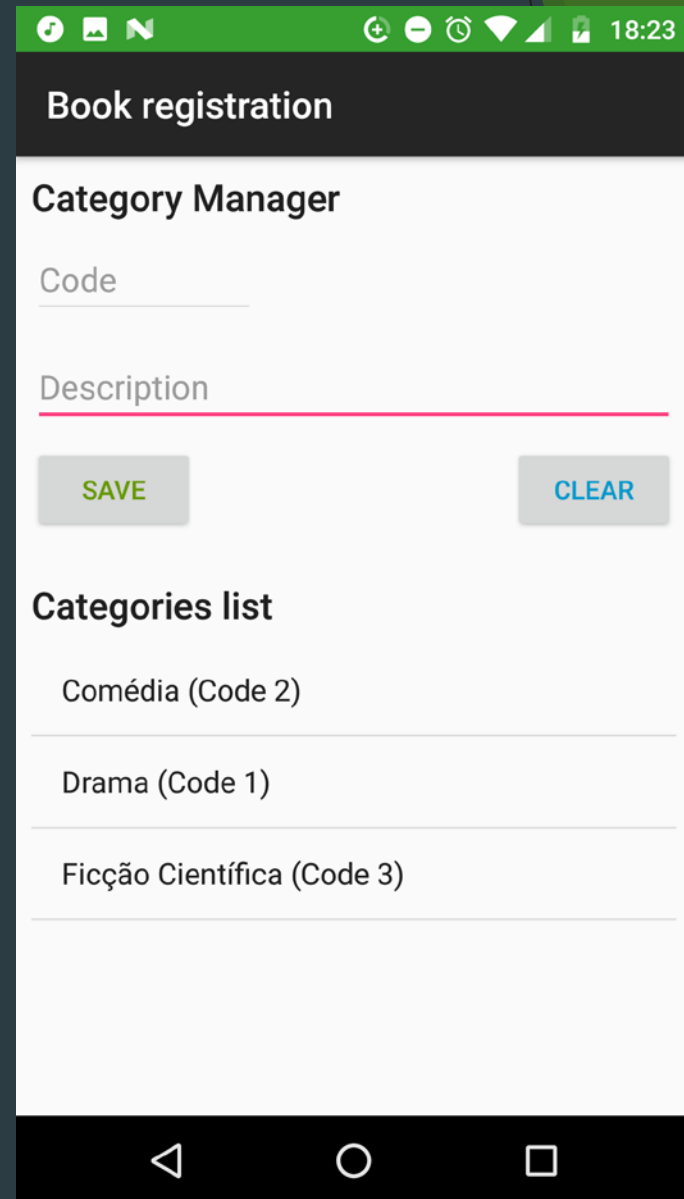 18:23
Book registration
Category Manager
Code
Description
SAVE CLEAR
Categories list
Comédia (Code 2)
Drama (Code 1)
Ficção Científica (Code 3)